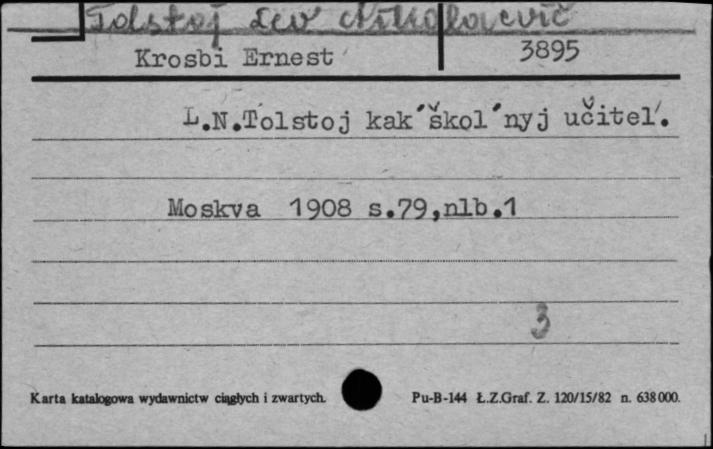 Tolstoj Lev Nikolaevič
Krosbi Ernest 3895
L.N.Tolstoj kak škol'nyj učitel'.
Moskva 1908 s.79,nlb.1
3
Karta katalogowa wydawnictw ciągłych i zwartych. Pu-B-144 Ł.Z.Graf. Z. 120/15/82 n. 638000.